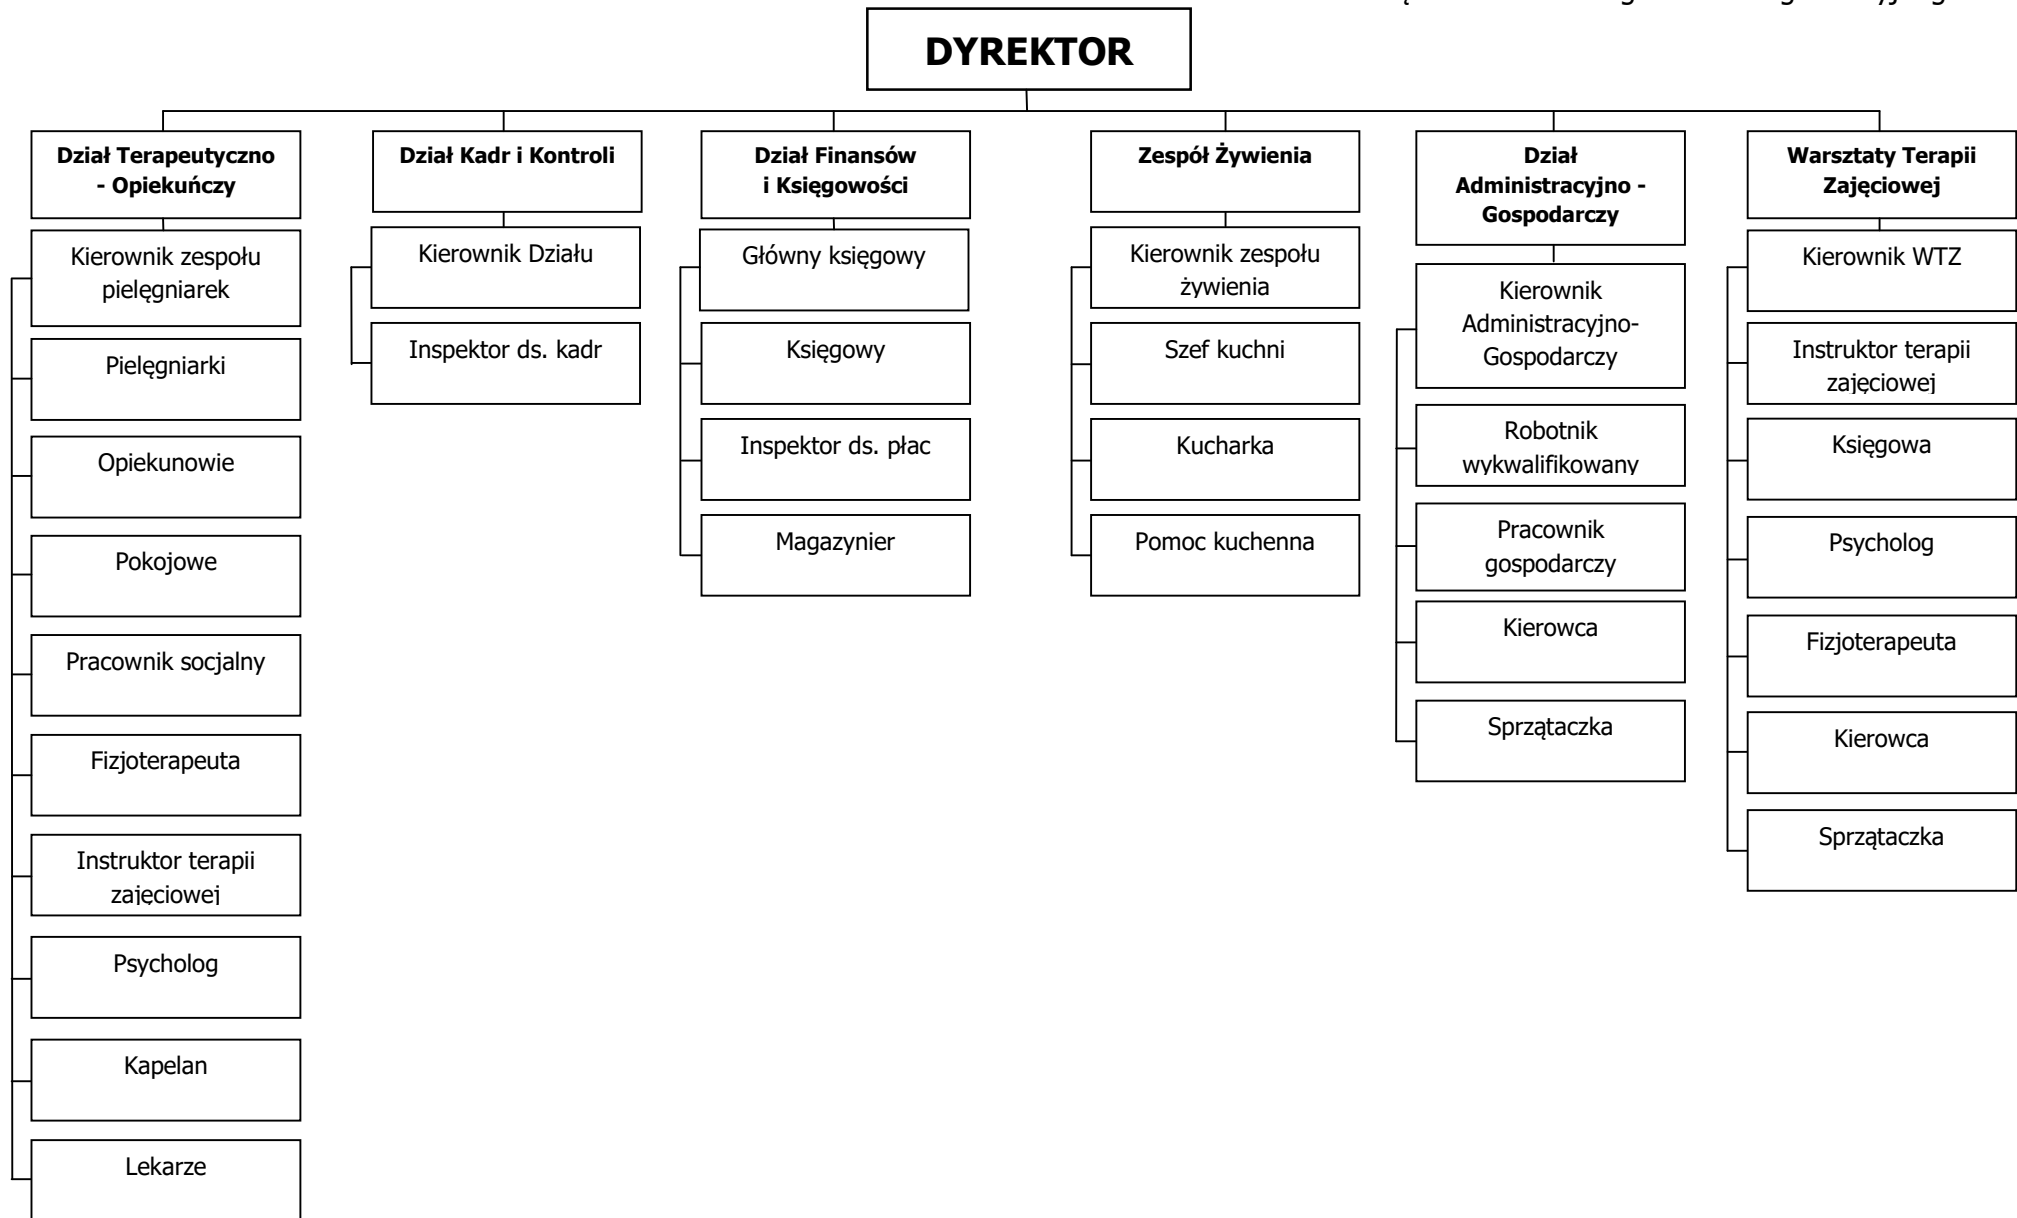 DYREKTOR
Dział Terapeutyczno
- Opiekuńczy
Kierownik zespołu
pielęgniarek
Pielęgniarki
Opiekunowie
Pokojowe
Pracownik socjalny
Fizjoterapeuta
Instruktor terapii
zajęciowej
Psycholog
Kapelan
Lekarze
Dział Kadr i Kontroli
Kierownik Działu
Inspektor ds. kadr
Dział Finansów
i Księgowości
Główny księgowy
Księgowy
Inspektor ds. płac
Magazynier
Zespół Żywienia
Kierownik zespołu
żywienia
Szef kuchni
Kucharka
Pomoc kuchenna
Dział
Administracyjno -
Gospodarczy
Kierownik
Administracyjno-
Gospodarczy
Robotnik
wykwalifikowany
Pracownik
gospodarczy
Kierowca
Sprzątaczka
Warsztaty Terapii
Zajęciowej
Kierownik WTZ
Instruktor terapii
zajęciowej
Księgowa
Psycholog
Fizjoterapeuta
Kierowca
Sprzątaczka